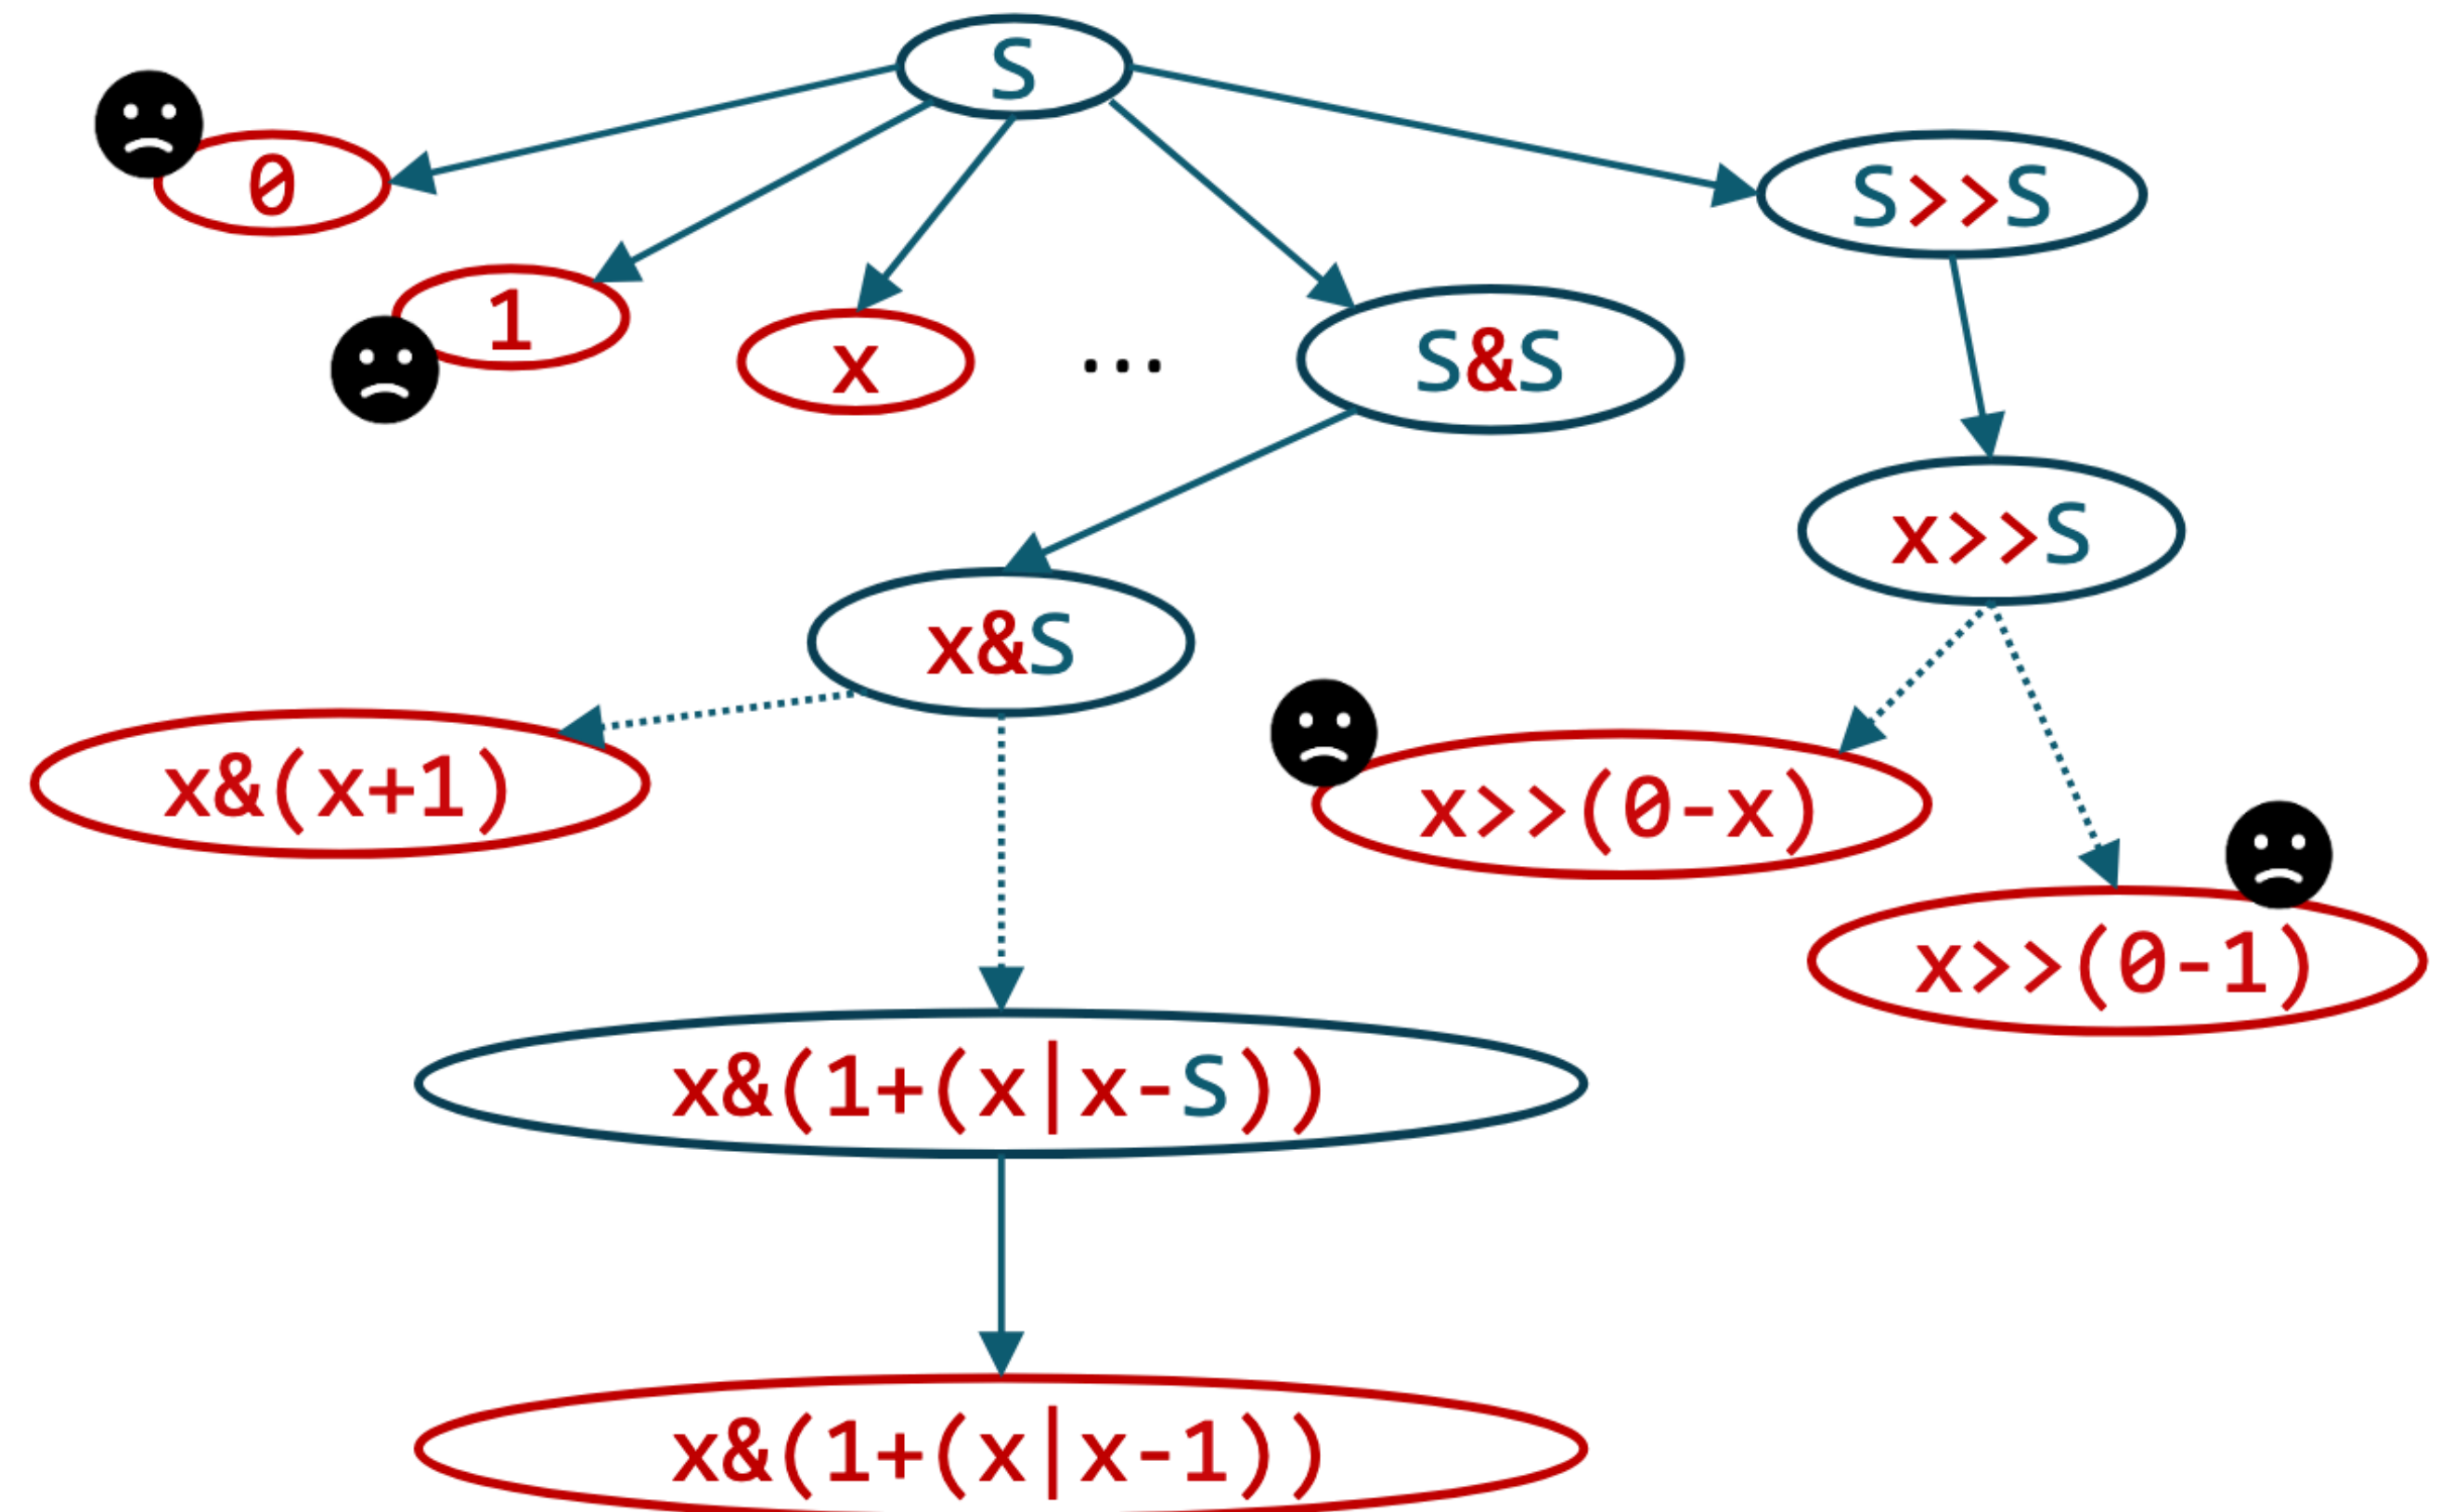 S
0
S>>S
1
x
...
S&S
x>>S
x&S
x&(x+1)
x>>(0-x)
x>>(0-1)
x&(1+(x|x-S))
x&(1+(x|x-1))